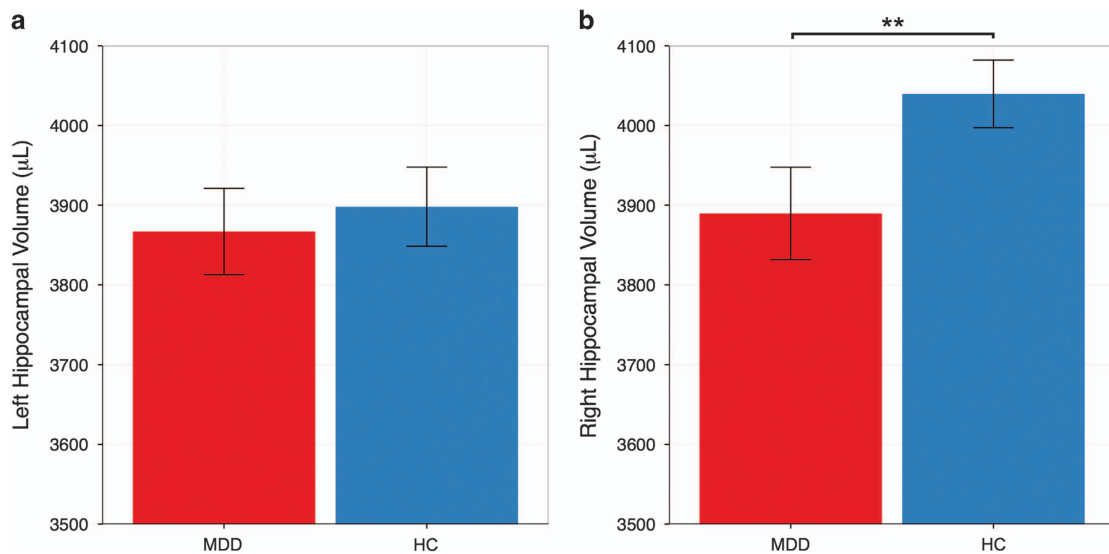 a
Left Hippocampal Volume (μL)
4100
4000
3900
3800
3700
3600
3500
MDD HC
b
**
Right Hippocampal Volume (μL)
4100
4000
3900
3800
3700
3600
3500
MDD HC